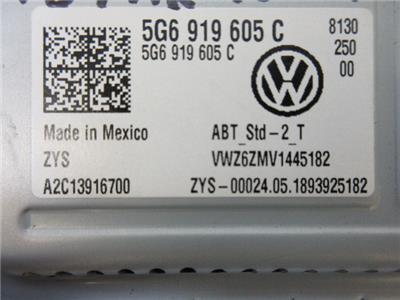 5G6 919 605 C
5G6 919 605 C
8130
250
00
Made in Mexico
ABT_Std-2_T
ZYS
VWZ6ZMV1445182
A2C13916700
ZYS-00024.05.1893925182